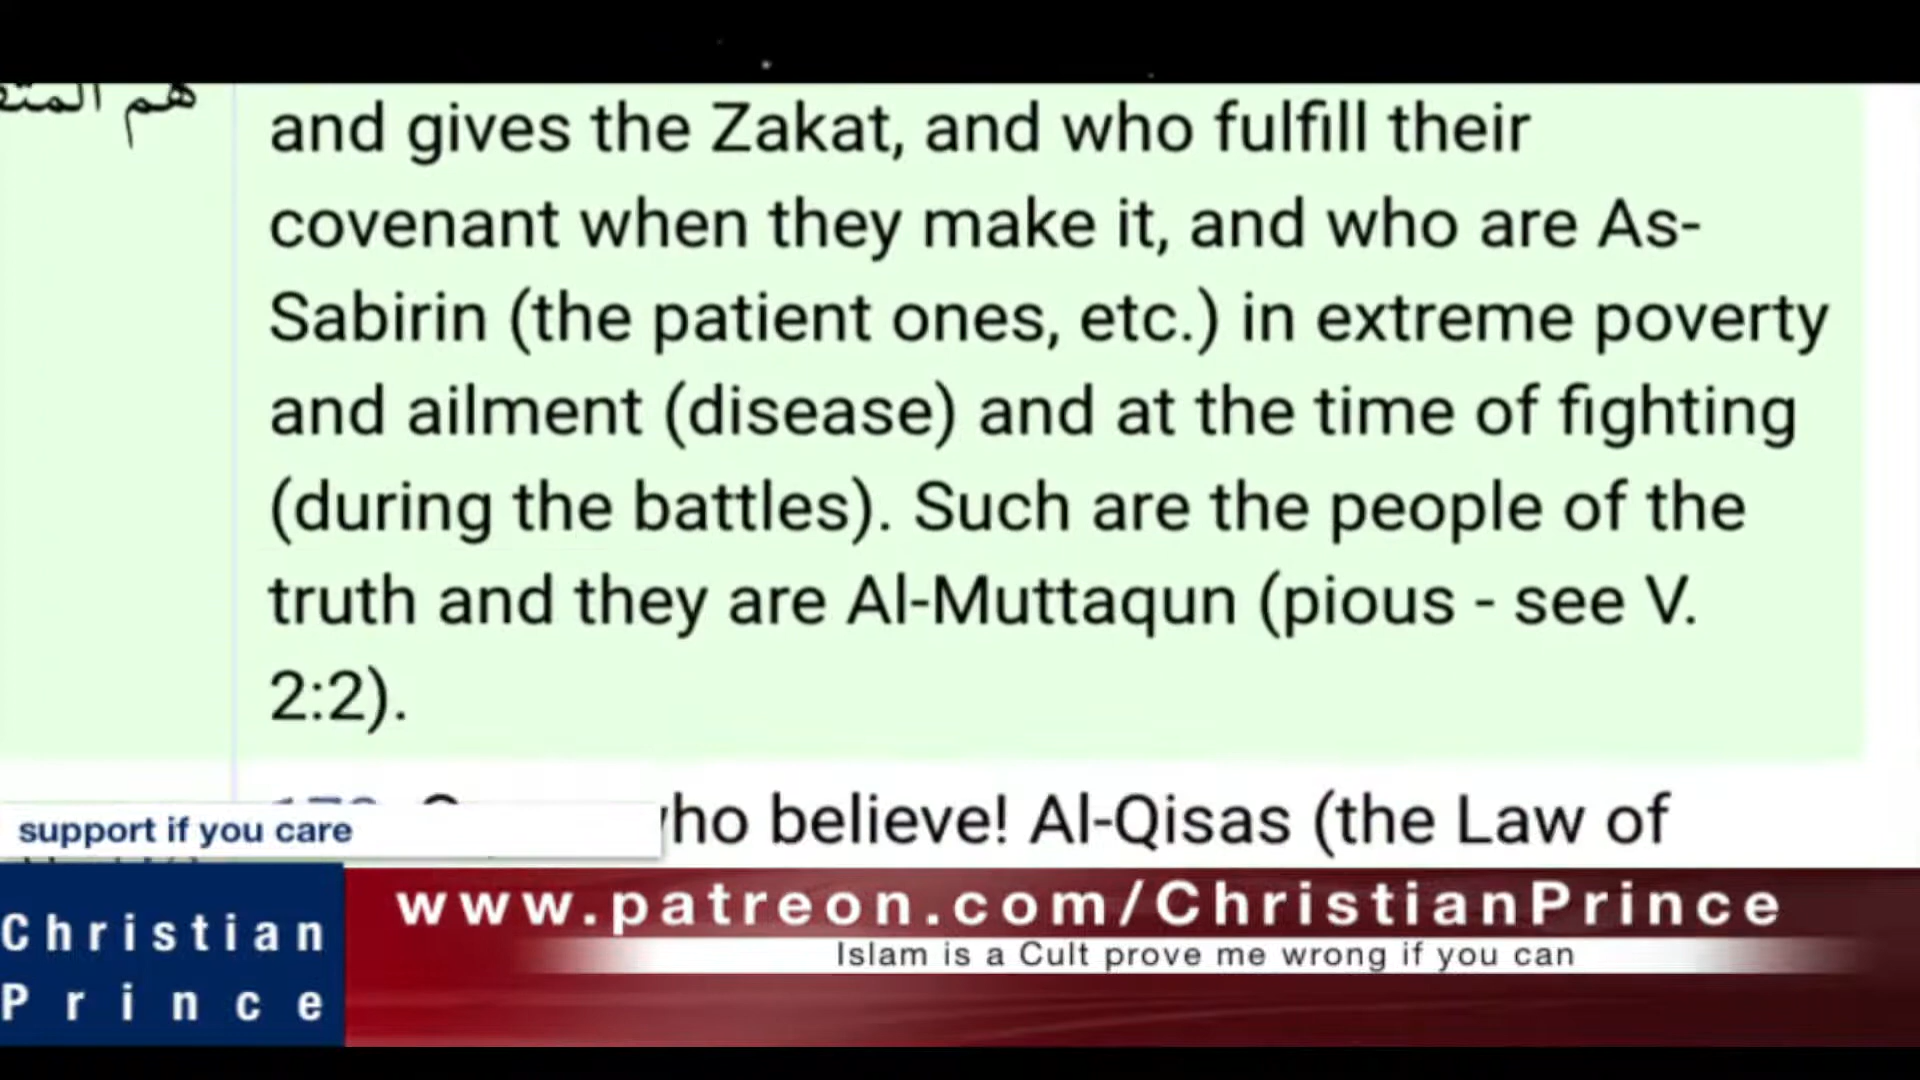 هم
and gives the Zakat, and who fulfill their
covenant when they make it, and who are As-
Sabirin (the patient ones, etc.) in extreme poverty
and ailment (disease) and at the time of fighting
(during the battles). Such are the people of the
truth and they are Al-Muttaqun (pious - see V.
2:2).
believe! Al-Qisas (the Law of
support if you care
Christian
Prince
www.patreon.com/ChristianPrince
Islam is a Cult prove me wrong if you can